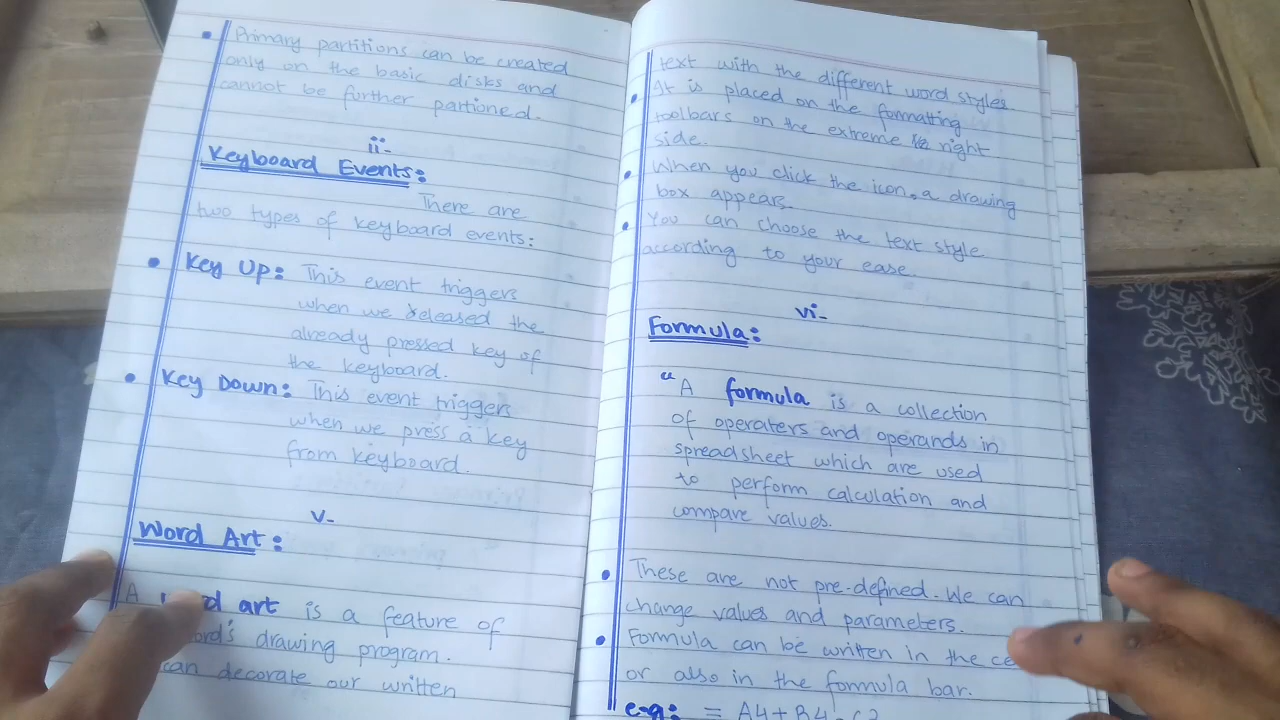 Primary partitions can be created
only on the basic disks and
cannot be further partioned.
ii-
Keyboard Events:
There are
two types of keyboard events:
Key Up: This event triggers
when we released the
already pressed key of
the keyboard.
Key Down: This event triggers
when we press a key
from keyboard.
v-
Word Art:
A word art is a feature of
drawing program.
can decorate our written
text with the different word styles
It is placed on the formatting
toolbars on the extreme right
side.
When you click the icon, a drawing
box appears.
You can choose the text style
according to your ease.
vi-
Formula:
"A formula is a collection
of operaters and operands in
spreadsheet which are used
to perform calculation and
compare values.
These are not pre-defined. We can
change values and parameters.
Formula can be written in the ce
or also in the formula bar.
e.g: = A4+B4